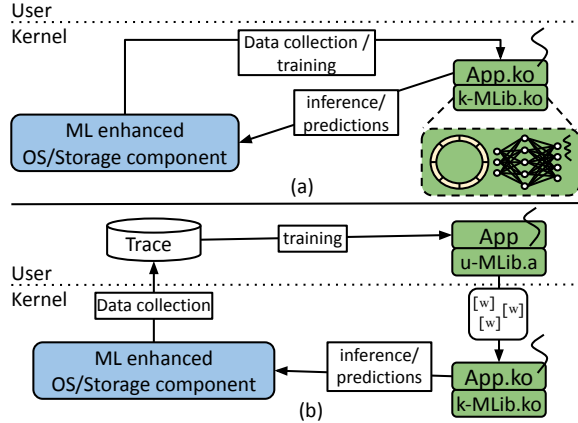 User
Kernel
Data collection /
training
App.ko
k-MLib.ko
inference/
predictions
ML enhanced
OS/Storage component
(a)
Trace
training
App
u-MLib.a
User
Kernel
Data collection
[w]
[w]
[w]
ML enhanced
OS/Storage component
inference/
predictions
App.ko
k-MLib.ko
(b)